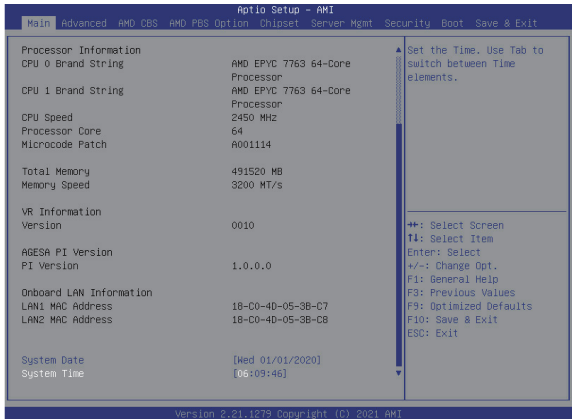 Aptio Setup - AMI
Main Advanced AMD CBS AMD PBS Option Chipset Server Mgmt Security Boot Save & Exit
Processor Information
CPU 0 Brand String AMD EPYC 7763 64-Core
Processor
CPU 1 Brand String AMD EPYC 7763 64-Core
Processor
CPU Speed 2450 MHz
Processor Core 64
Microcode Patch A001114
Total Memory 491520 MB
Memory Speed 3200 MT/s
VR Information
Version 0010
AGESA PI Version
PI Version 1.0.0.0
Onboard LAN Information
LAN1 MAC Address 18-C0-4D-05-3B-C7
LAN2 MAC Address 18-C0-4D-05-3B-C8
System Date [Wed 01/01/2020]
System Time [06:09:46]
Set the Time. Use Tab to
switch between Time
elements.
→←: Select Screen
↑↓: Select Item
Enter: Select
+/-: Change Opt.
F1: General Help
F3: Previous Values
F9: Optimized Defaults
F10: Save & Exit
ESC: Exit
Version 2.21.1279 Copyright (C) 2021 AMI